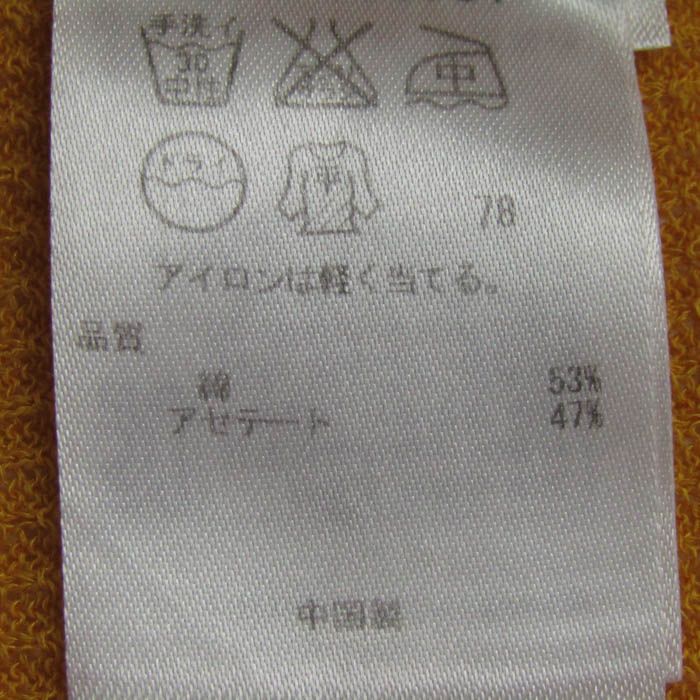 手洗イ
30
中性
中
ドライ
平
78
アイロンは軽く当てる。
品質
綿 53%
アセテート 47%
中国製